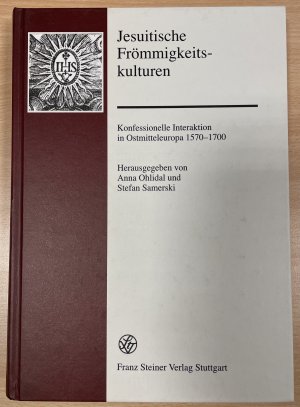 IHS
Jesuitische
Frömmigkeits-
kulturen
Konfessionelle Interaktion
in Ostmitteleuropa 1570–1700
Herausgegeben von
Anna Ohlidal und
Stefan Samerski
Franz Steiner Verlag Stuttgart